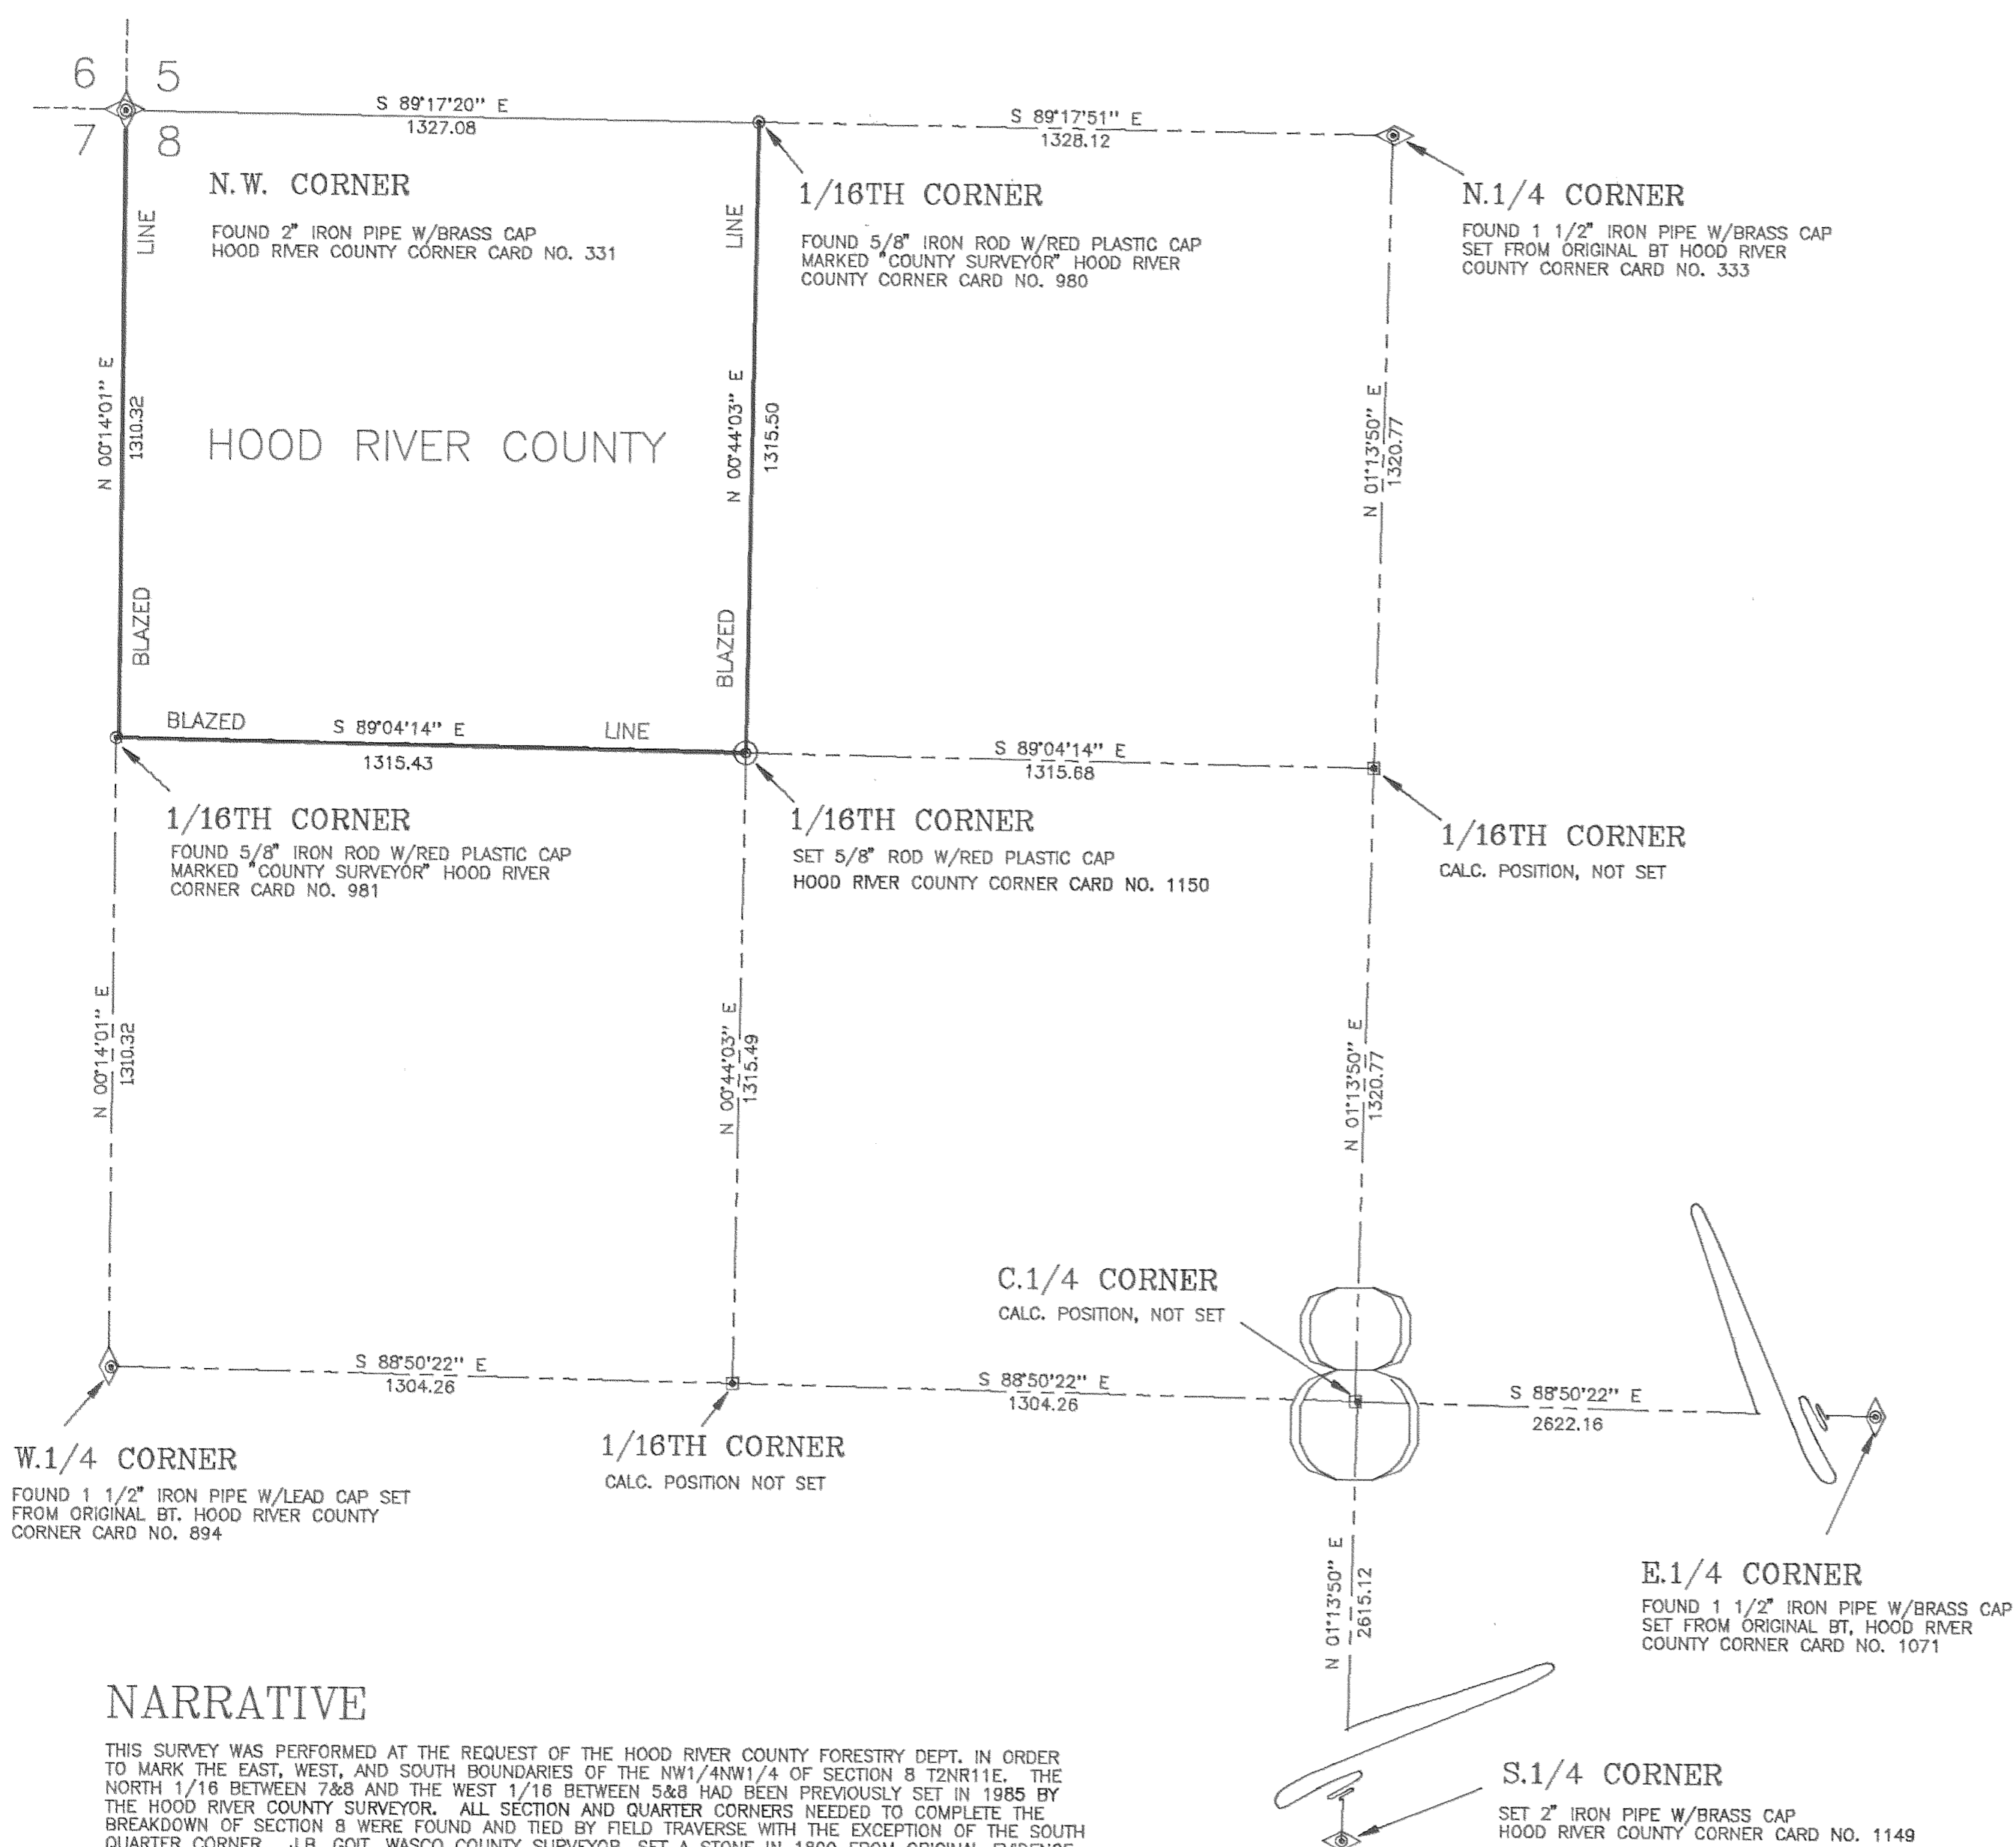 6 5
7 8
S 89°17'20" E
1327.08
S 89°17'51" E
1328.12
N.W. CORNER
FOUND 2" IRON PIPE W/BRASS CAP
HOOD RIVER COUNTY CORNER CARD NO. 331
1/16TH CORNER
FOUND 5/8" IRON ROD W/RED PLASTIC CAP
MARKED "COUNTY SURVEYOR" HOOD RIVER
COUNTY CORNER CARD NO. 980
N.1/4 CORNER
FOUND 1 1/2" IRON PIPE W/BRASS CAP
SET FROM ORIGINAL BT HOOD RIVER
COUNTY CORNER CARD NO. 333
LINE
LINE
N 00°14'01" E
1310.32
HOOD RIVER COUNTY
N 00°44'03" E
1315.50
N 01°13'50" E
1320.77
BLAZED
BLAZED
BLAZED
S 89°04'14" E
LINE
1315.43
S 89°04'14" E
1315.68
1/16TH CORNER
FOUND 5/8" IRON ROD W/RED PLASTIC CAP
MARKED "COUNTY SURVEYOR" HOOD RIVER
CORNER CARD NO. 981
1/16TH CORNER
SET 5/8" ROD W/RED PLASTIC CAP
HOOD RIVER COUNTY CORNER CARD NO. 1150
1/16TH CORNER
CALC. POSITION, NOT SET
N 00°14'01" E
1310.32
N 00°44'03" E
1315.49
N 01°13'50" E
1320.77
C.1/4 CORNER
CALC. POSITION, NOT SET
8
S 88°50'22" E
1304.26
S 88°50'22" E
1304.26
S 88°50'22" E
2622.16
W.1/4 CORNER
FOUND 1 1/2" IRON PIPE W/LEAD CAP SET
FROM ORIGINAL BT. HOOD RIVER COUNTY
CORNER CARD NO. 894
1/16TH CORNER
CALC. POSITION NOT SET
N 01°13'50" E
2615.12
E.1/4 CORNER
FOUND 1 1/2" IRON PIPE W/BRASS CAP
SET FROM ORIGINAL BT, HOOD RIVER
COUNTY CORNER CARD NO. 1071
NARRATIVE
THIS SURVEY WAS PERFORMED AT THE REQUEST OF THE HOOD RIVER COUNTY FORESTRY DEPT. IN ORDER
TO MARK THE EAST, WEST, AND SOUTH BOUNDARIES OF THE NW1/4NW1/4 OF SECTION 8 T2NR11E. THE
NORTH 1/16 BETWEEN 7&8 AND THE WEST 1/16 BETWEEN 5&8 HAD BEEN PREVIOUSLY SET IN 1985 BY
THE HOOD RIVER COUNTY SURVEYOR. ALL SECTION AND QUARTER CORNERS NEEDED TO COMPLETE THE
BREAKDOWN OF SECTION 8 WERE FOUND AND TIED BY FIELD TRAVERSE WITH THE EXCEPTION OF THE SOUTH
QUARTER CORNER. J.B. GOIT, WASCO COUNTY SURVEYOR, SET A STONE IN FROM ORIGINAL EVIDENCE
S.1/4 CORNER
SET 2" IRON PIPE W/BRASS CAP
HOOD RIVER COUNTY CORNER CARD NO. 1149